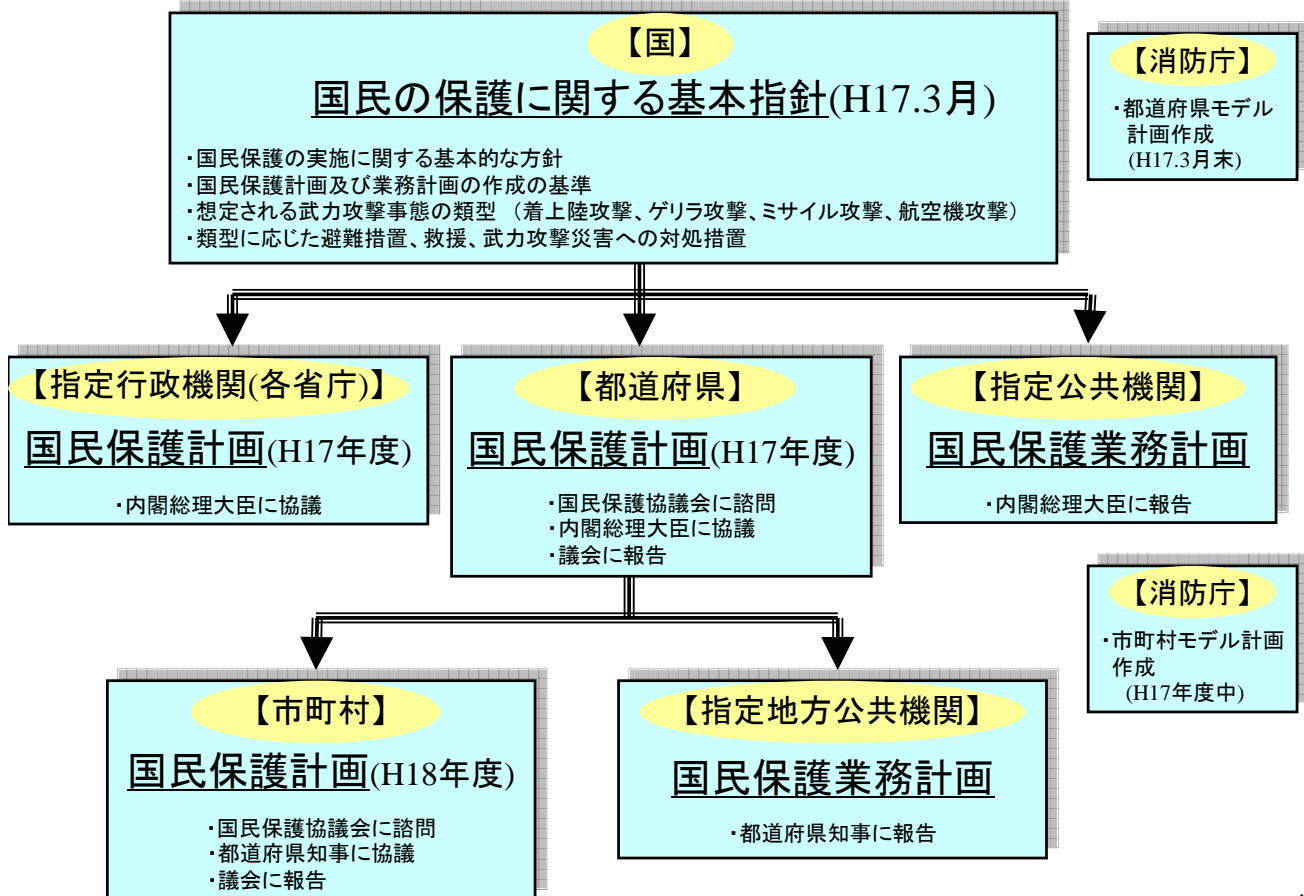 【国】
国民の保護に関する基本指針(H17.3月)
・国民保護の実施に関する基本的な方針
・国民保護計画及び業務計画の作成の基準
・想定される武力攻撃事態の類型 （着上陸攻撃、ゲリラ攻撃、ミサイル攻撃、航空機攻撃）
・類型に応じた避難措置、救援、武力攻撃災害への対処措置
【消防庁】
・都道府県モデル
計画作成
(H17.3月末)
【指定行政機関(各省庁)】
国民保護計画(H17年度)
・内閣総理大臣に協議
【都道府県】
国民保護計画(H17年度)
・国民保護協議会に諮問
・内閣総理大臣に協議
・議会に報告
【指定公共機関】
国民保護業務計画
・内閣総理大臣に報告
【消防庁】
・市町村モデル計画
作成
(H17年度中)
【市町村】
国民保護計画(H18年度)
・国民保護協議会に諮問
・都道府県知事に協議
・議会に報告
【指定地方公共機関】
国民保護業務計画
・都道府県知事に報告